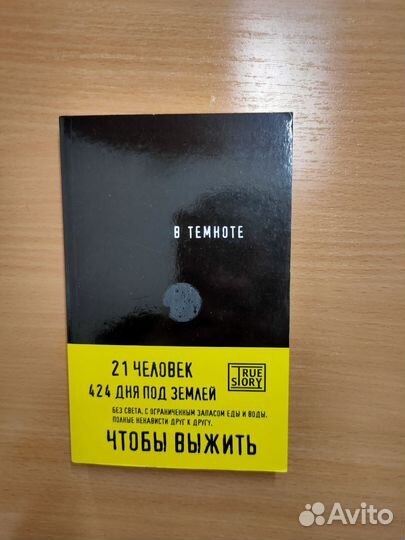 В ТЕМНОТЕ
21 ЧЕЛОВЕК
424 ДНЯ ПОД ЗЕМЛЕЙ
TRUE
STORY
БЕЗ СВЕТА, С ОГРАНИЧЕННЫМ ЗАПАСОМ ЕДЫ И ВОДЫ.
ПОЛНЫЕ НЕНАВИСТИ ДРУГ К ДРУГУ.
ЧТОБЫ ВЫЖИТЬ
Avito